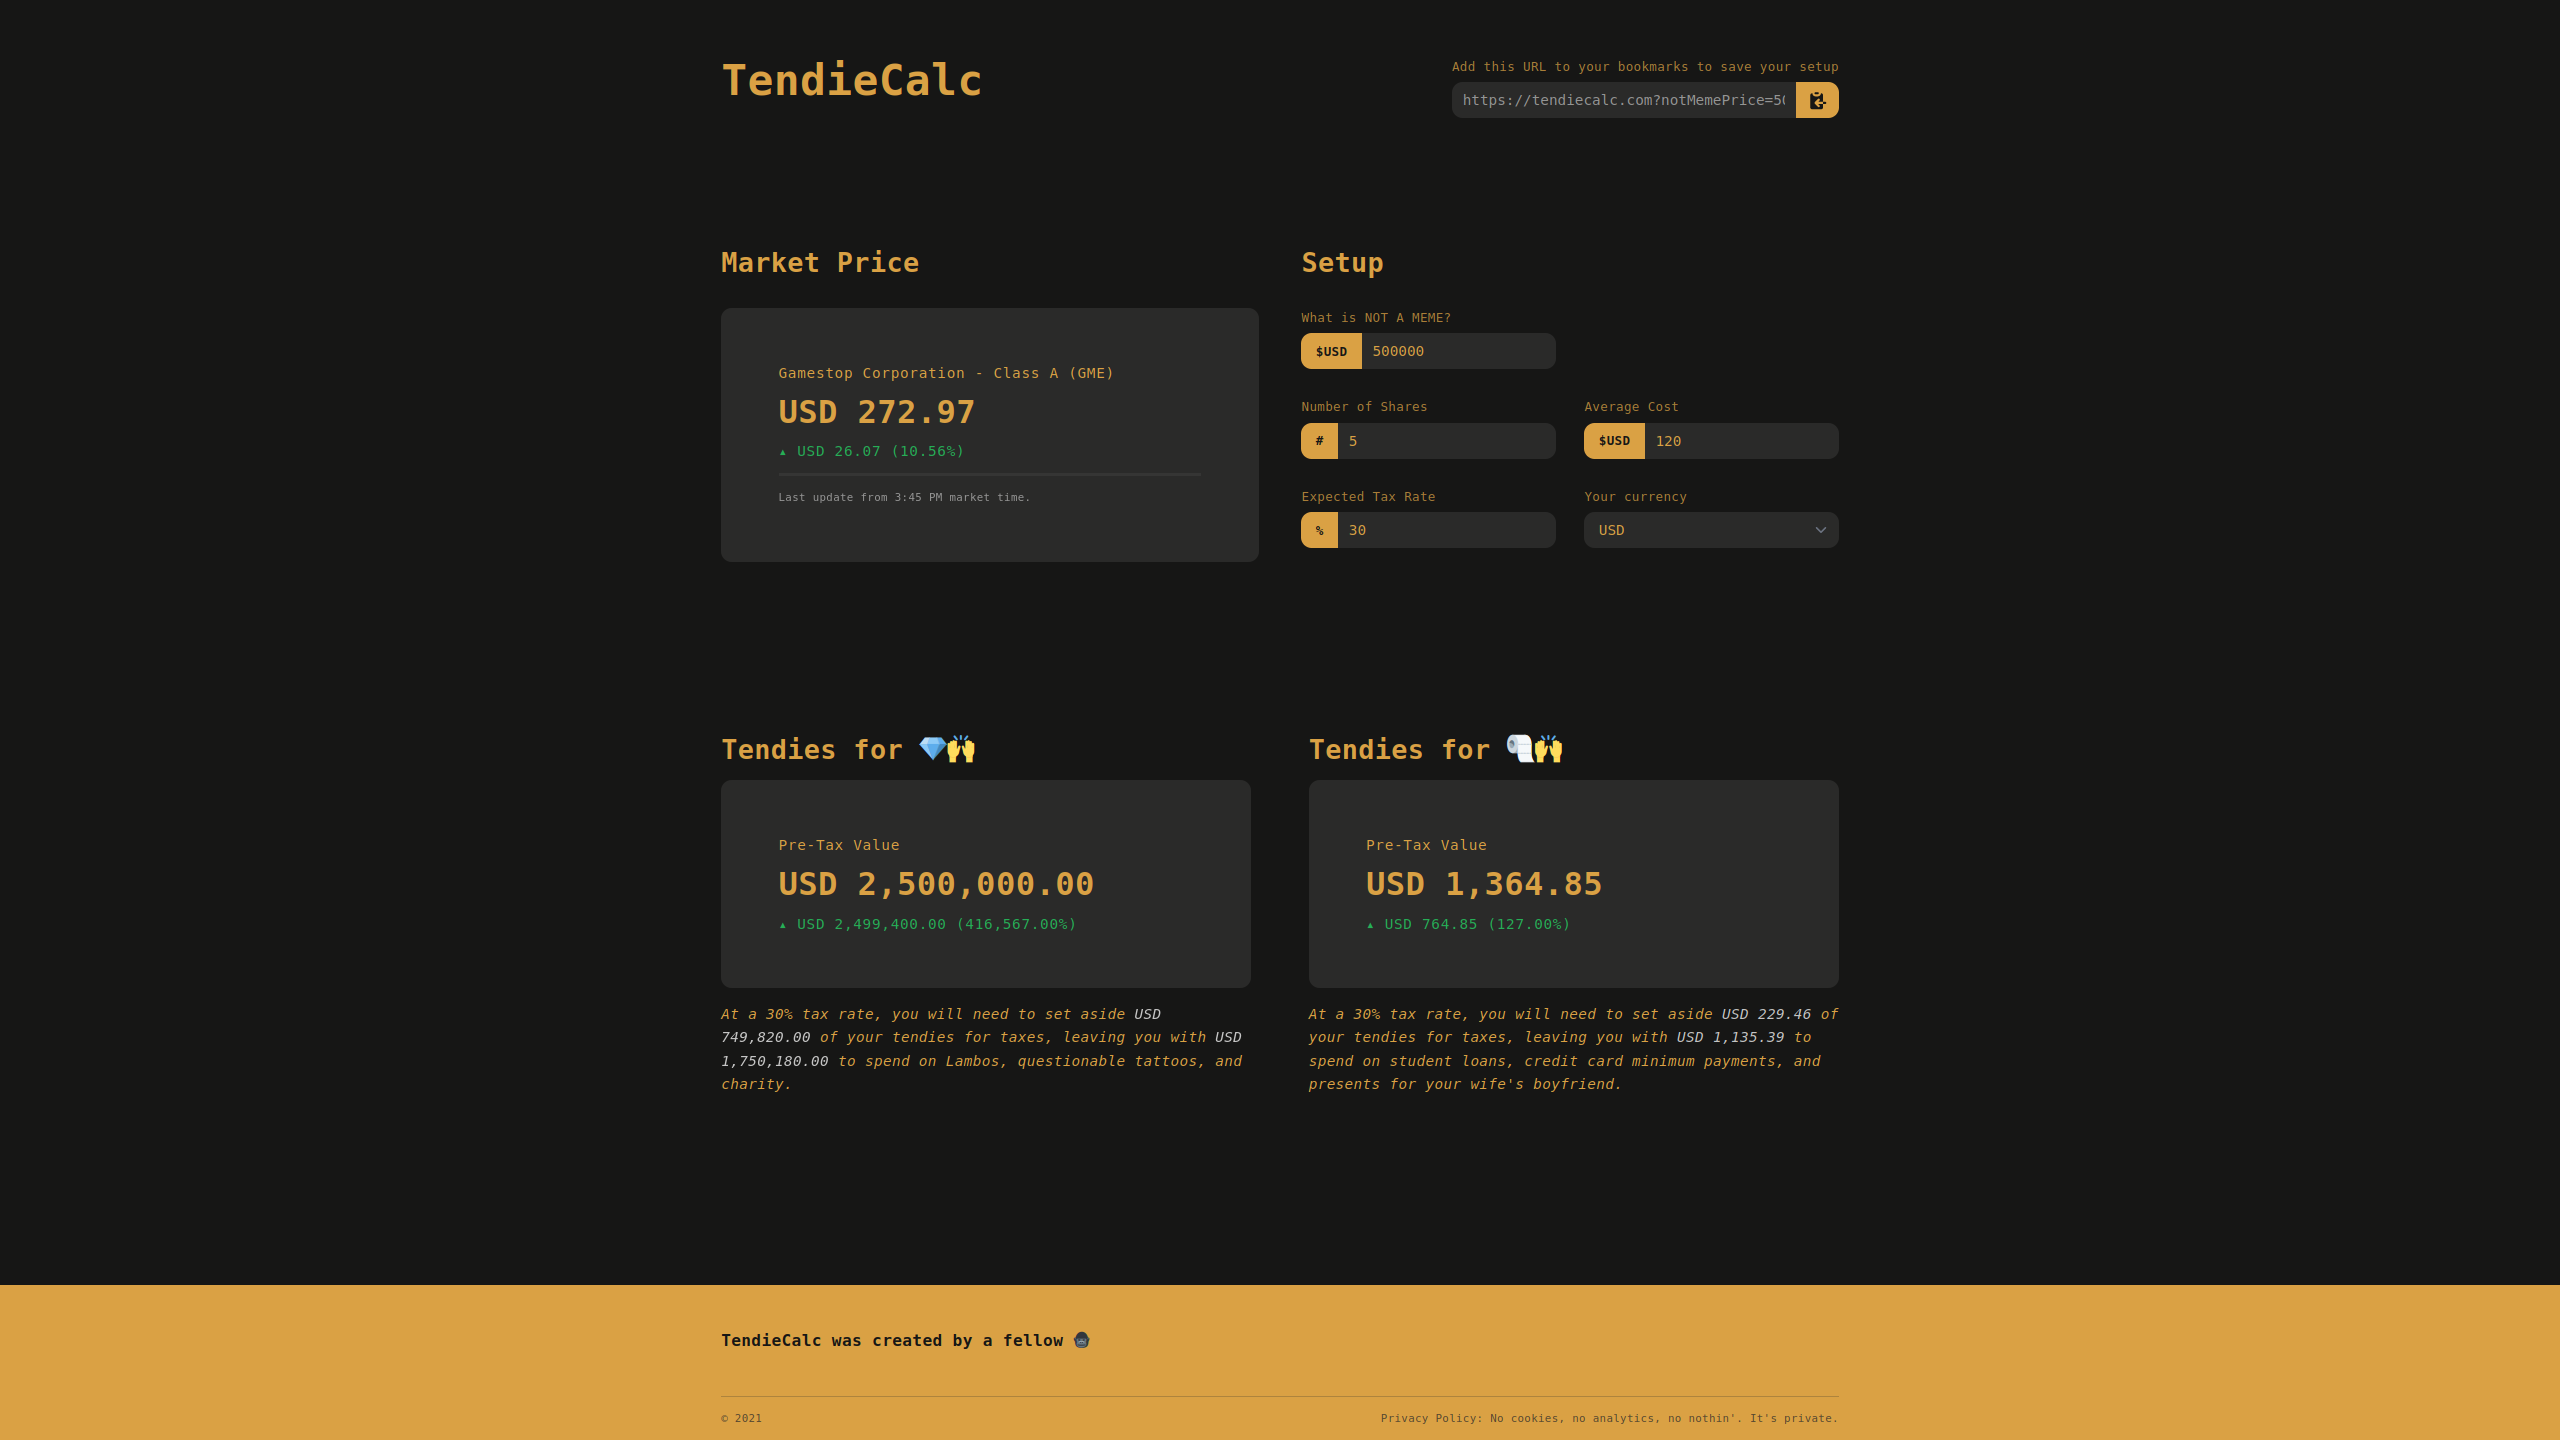 TendieCalc
Add this URL to your bookmarks to save your setup
https://tendiecalc.com?notMemePrice=50
Market Price
Gamestop Corporation - Class A (GME)
USD 272.97
▲ USD 26.07 (10.56%)
Last update from 3:45 PM market time.
Setup
What is NOT A MEME?
$USD 500000
Number of Shares
# 5
Average Cost
$USD 120
Expected Tax Rate
% 30
Your currency
USD
Tendies for 💎🙌
Pre-Tax Value
USD 2,500,000.00
▲ USD 2,499,400.00 (416,567.00%)
At a 30% tax rate, you will need to set aside USD
749,820.00 of your tendies for taxes, leaving you with USD
1,750,180.00 to spend on Lambos, questionable tattoos, and
charity.
Tendies for 🧻🙌
Pre-Tax Value
USD 1,364.85
▲ USD 764.85 (127.00%)
At a 30% tax rate, you will need to set aside USD 229.46 of
your tendies for taxes, leaving you with USD 1,135.39 to
spend on student loans, credit card minimum payments, and
presents for your wife's boyfriend.
TendieCalc was created by a fellow 🦍
© 2021
Privacy Policy: No cookies, no analytics, no nothin'. It's private.